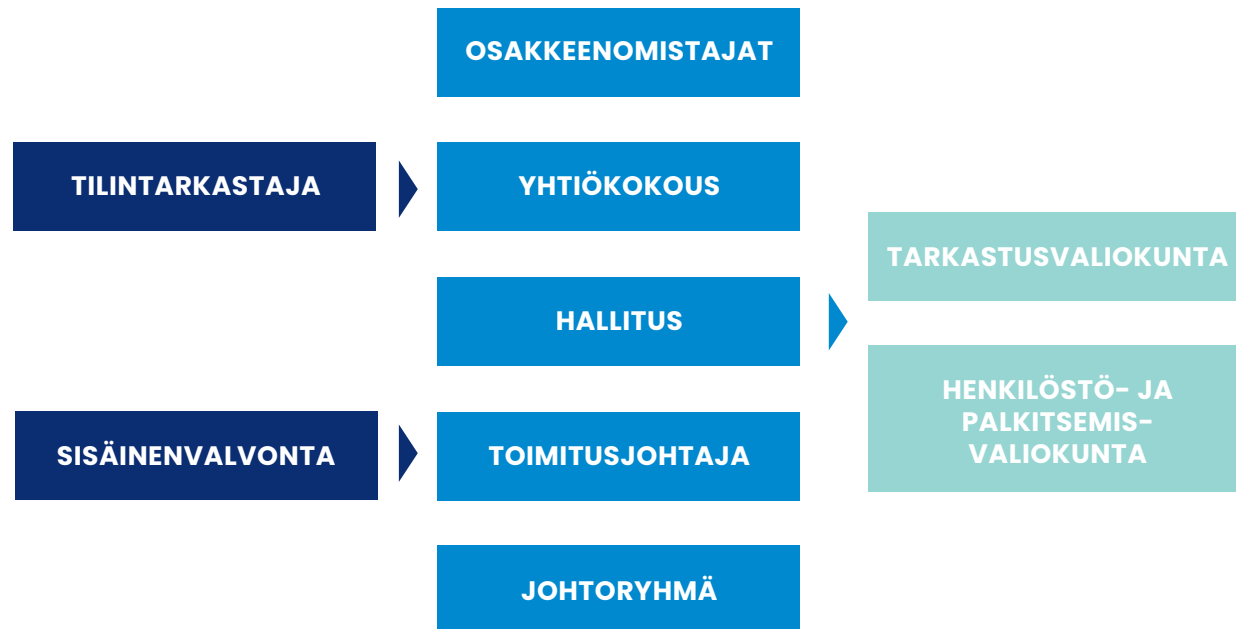 OSAKKEENOMISTAJAT
TILINTARKASTAJA
YHTIÖKOKOUS
TARKASTUSVALIOKUNTA
HALLITUS
HENKILÖSTÖ- JA
PALKITSEMIS-
VALIOKUNTA
SISÄINENVALVONTA
TOIMITUSJOHTAJA
JOHTORYHMÄ